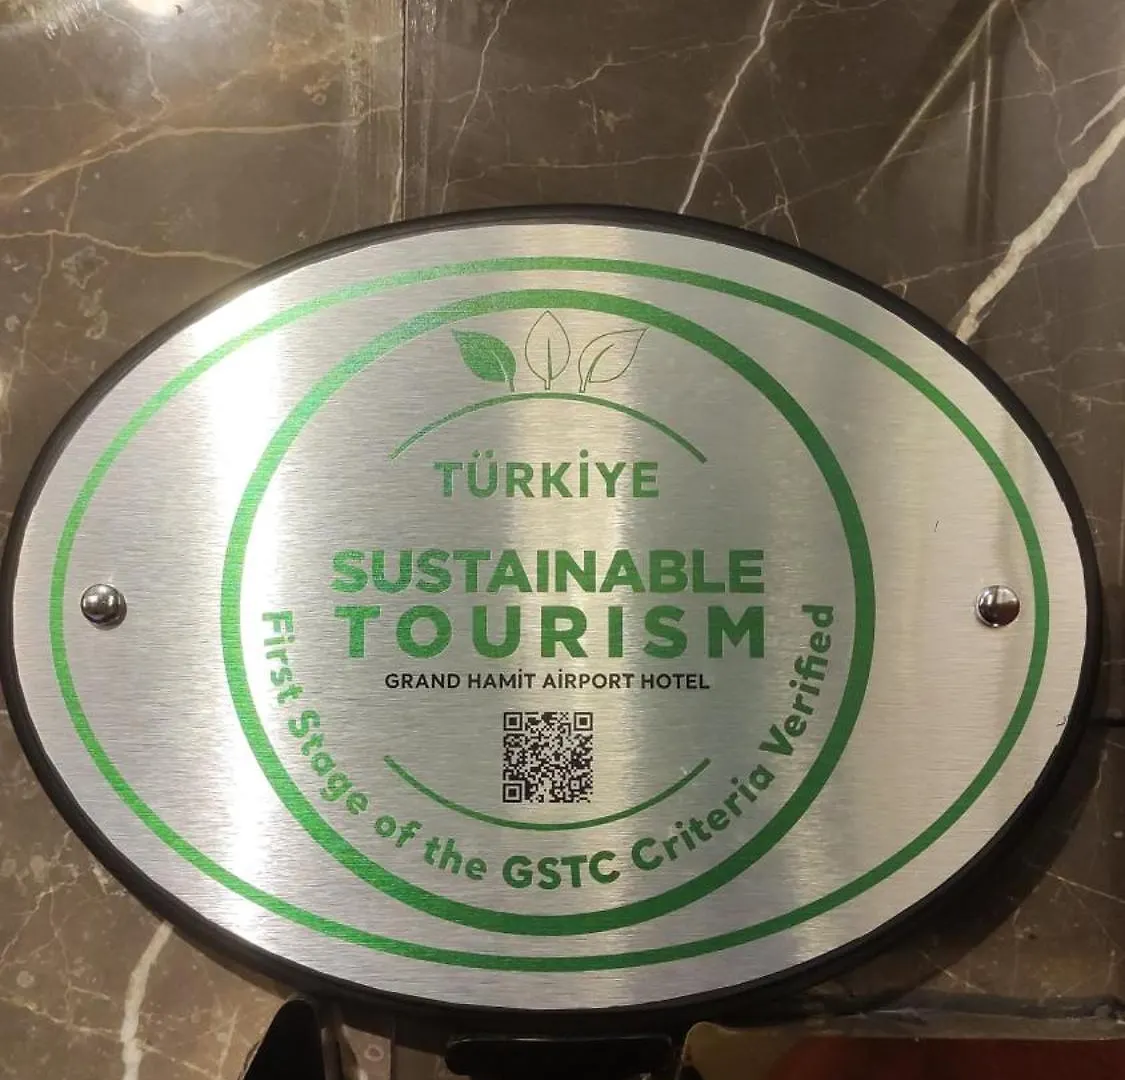 TÜRKİYE
SUSTAINABLE
TOURISM
GRAND HAMİT AİRPORT HOTEL
First Stage of the GSTC Criteria Verified